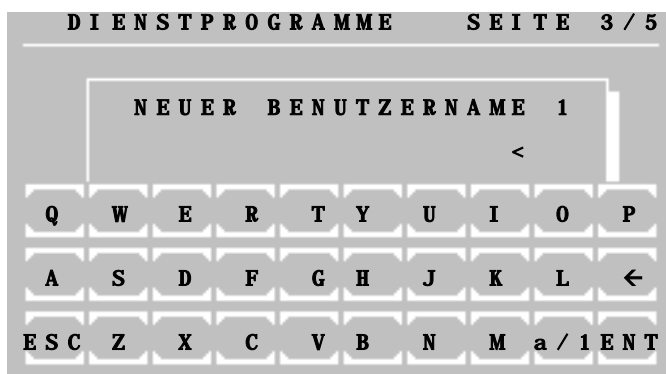 DIENSTPROGRAMME SEITE 3/5
NEUER BENUTZERNAME 1
<
Q W E R T Y U I O P
A S D F G H J K L ←
ESC Z X C V B N M a/1 ENT